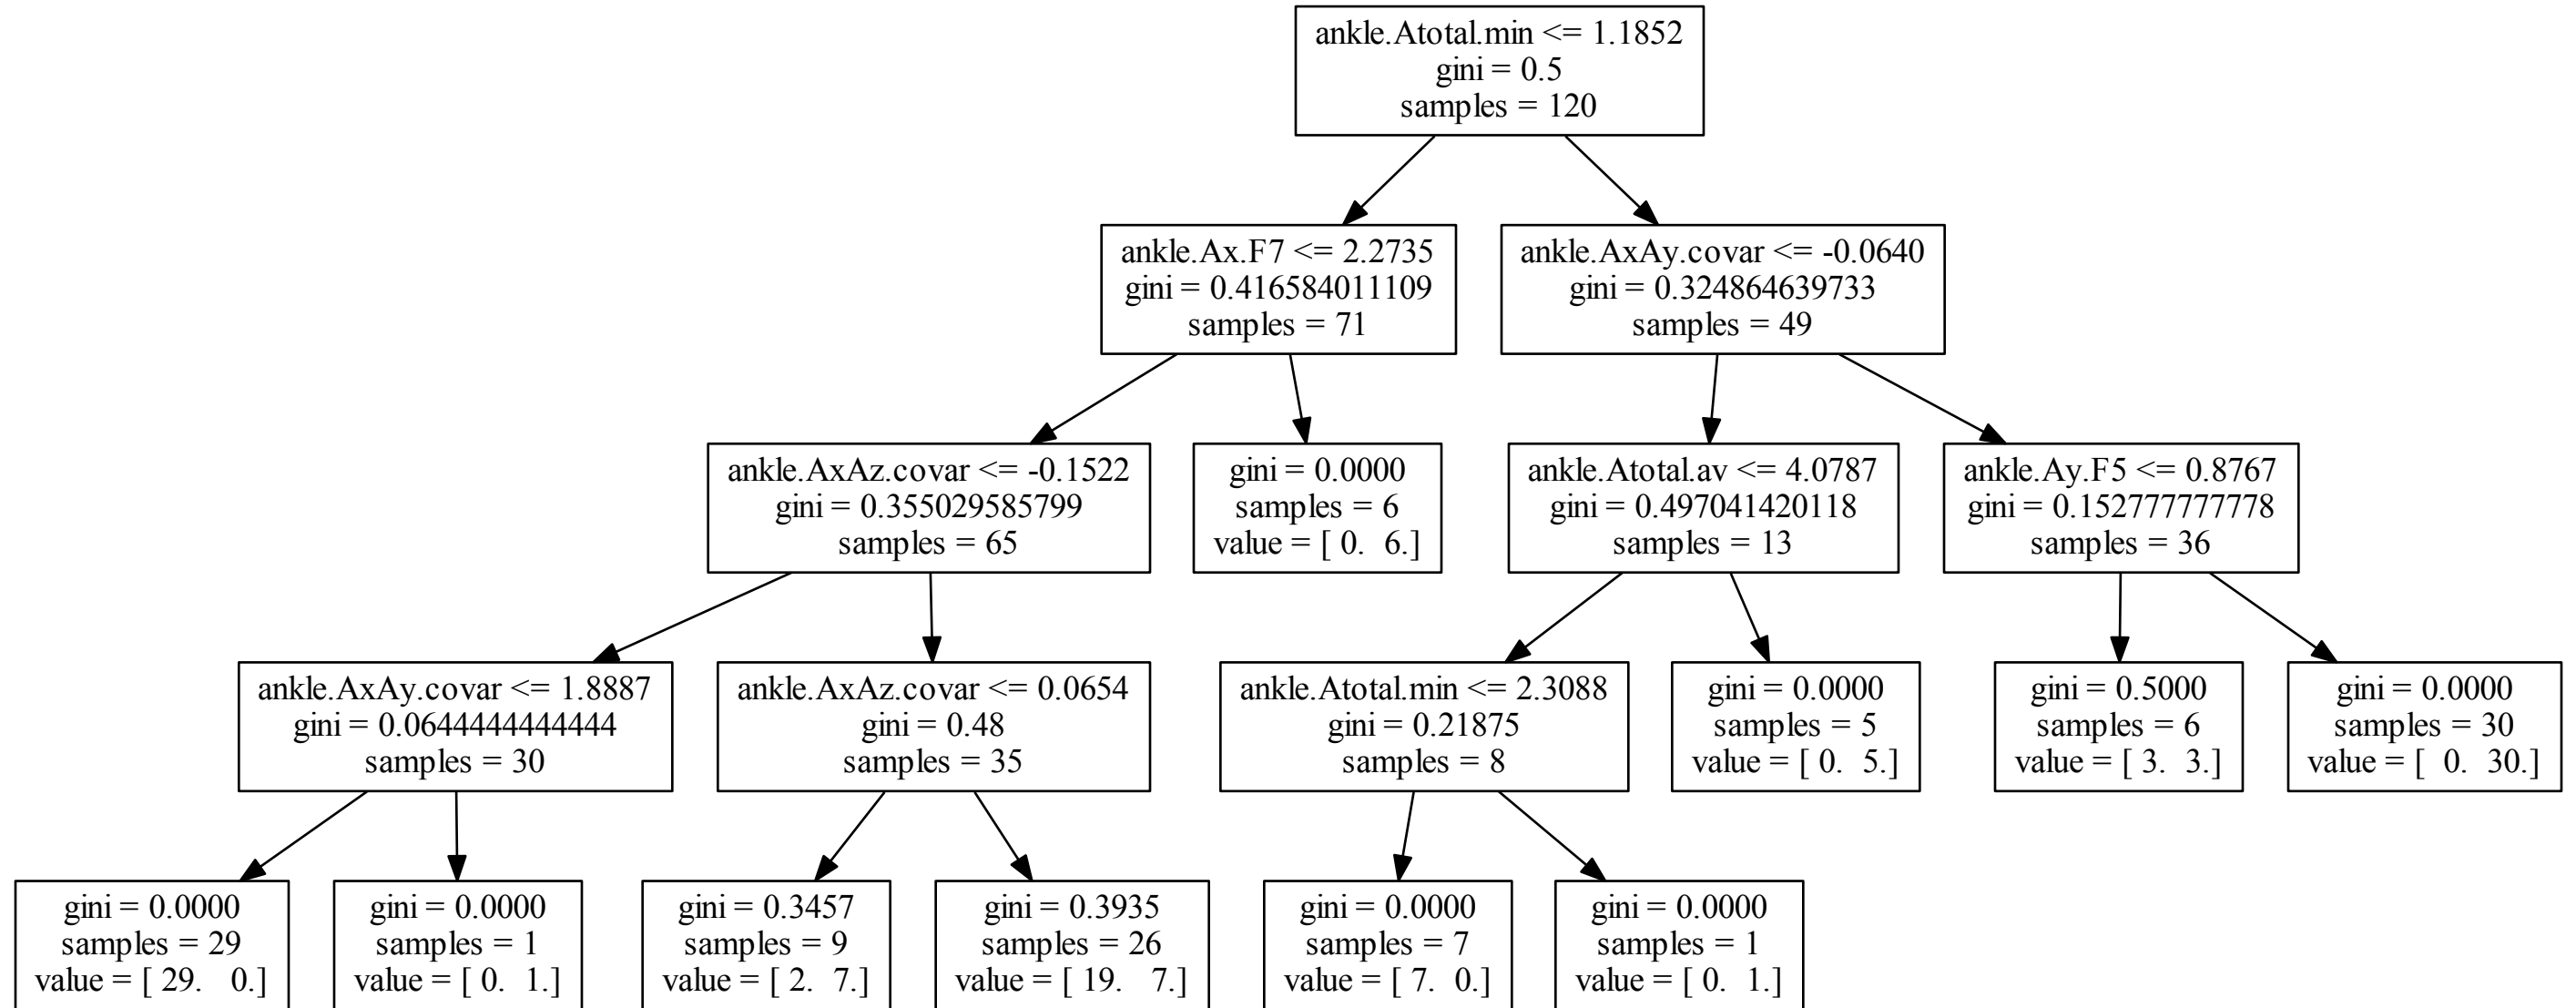 ankle.Atotal.min <= 1.1852
gini = 0.5
samples = 120
ankle.Ax.F7 <= 2.2735
gini = 0.416584011109
samples = 71
ankle.AxAy.covar <= -0.0640
gini = 0.324864639733
samples = 49
ankle.AxAz.covar <= -0.1522
gini = 0.355029585799
samples = 65
gini = 0.0000
samples = 6
value = [ 0.  6.]
ankle.Atotal.av <= 4.0787
gini = 0.497041420118
samples = 13
ankle.Ay.F5 <= 0.8767
gini = 0.152777777778
samples = 36
ankle.AxAy.covar <= 1.8887
gini = 0.0644444444444
samples = 30
ankle.AxAz.covar <= 0.0654
gini = 0.48
samples = 35
ankle.Atotal.min <= 2.3088
gini = 0.21875
samples = 8
gini = 0.0000
samples = 5
value = [ 0.  5.]
gini = 0.5000
samples = 6
value = [ 3.  3.]
gini = 0.0000
samples = 30
value = [  0.  30.]
gini = 0.0000
samples = 29
value = [ 29.   0.]
gini = 0.0000
samples = 1
value = [ 0.  1.]
gini = 0.3457
samples = 9
value = [ 2.  7.]
gini = 0.3935
samples = 26
value = [ 19.   7.]
gini = 0.0000
samples = 7
value = [ 7.  0.]
gini = 0.0000
samples = 1
value = [ 0.  1.]